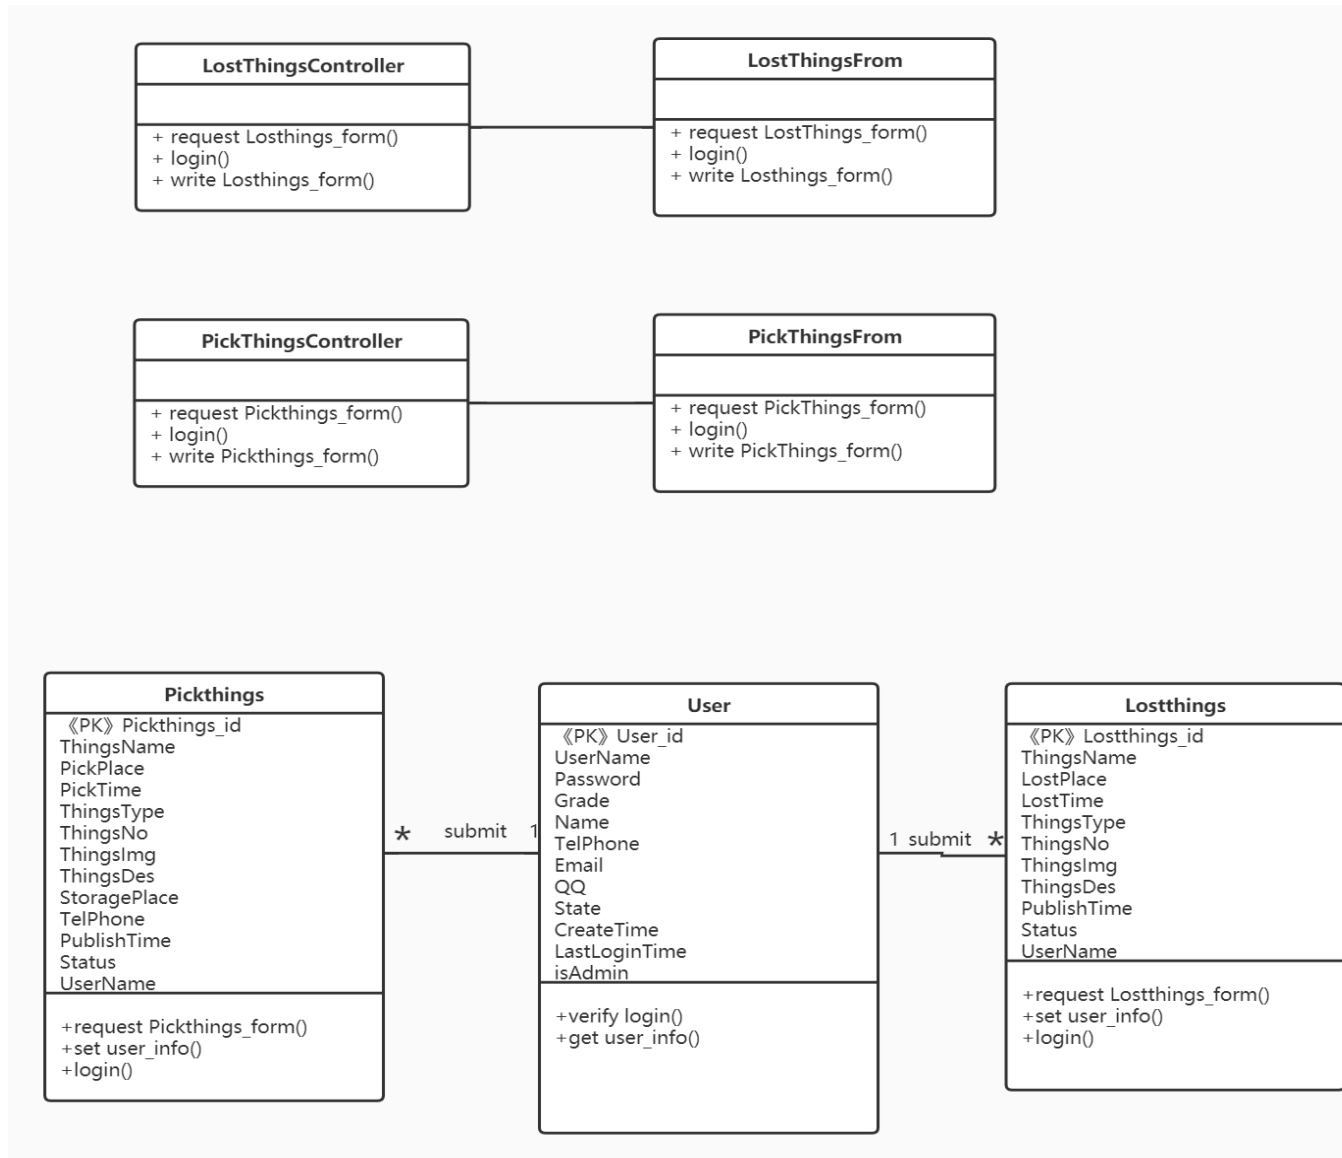 LostThingsController
+ request Losthings_form()
+ login()
+ write Losthings_form()
LostThingsFrom
+ request LostThings_form()
+ login()
+ write Losthings_form()
PickThingsController
+ request Pickthings_form()
+ login()
+ write Pickthings_form()
PickThingsFrom
+ request PickThings_form()
+ login()
+ write PickThings_form()
Pickthings
《PK》Pickthings_id
ThingsName
PickPlace
PickTime
ThingsType
ThingsNo
ThingsImg
ThingsDes
StoragePlace
TelPhone
PublishTime
Status
UserName
+request Pickthings_form()
+set user_info()
+login()
* submit 1
User
《PK》User_id
UserName
Password
Grade
Name
TelPhone
Email
QQ
State
CreateTime
LastLoginTime
isAdmin
+verify login()
+get user_info()
1 submit *
Lostthings
《PK》Lostthings_id
ThingsName
LostPlace
LostTime
ThingsType
ThingsNo
ThingsImg
ThingsDes
PublishTime
Status
UserName
+request Lostthings_form()
+set user_info()
+login()